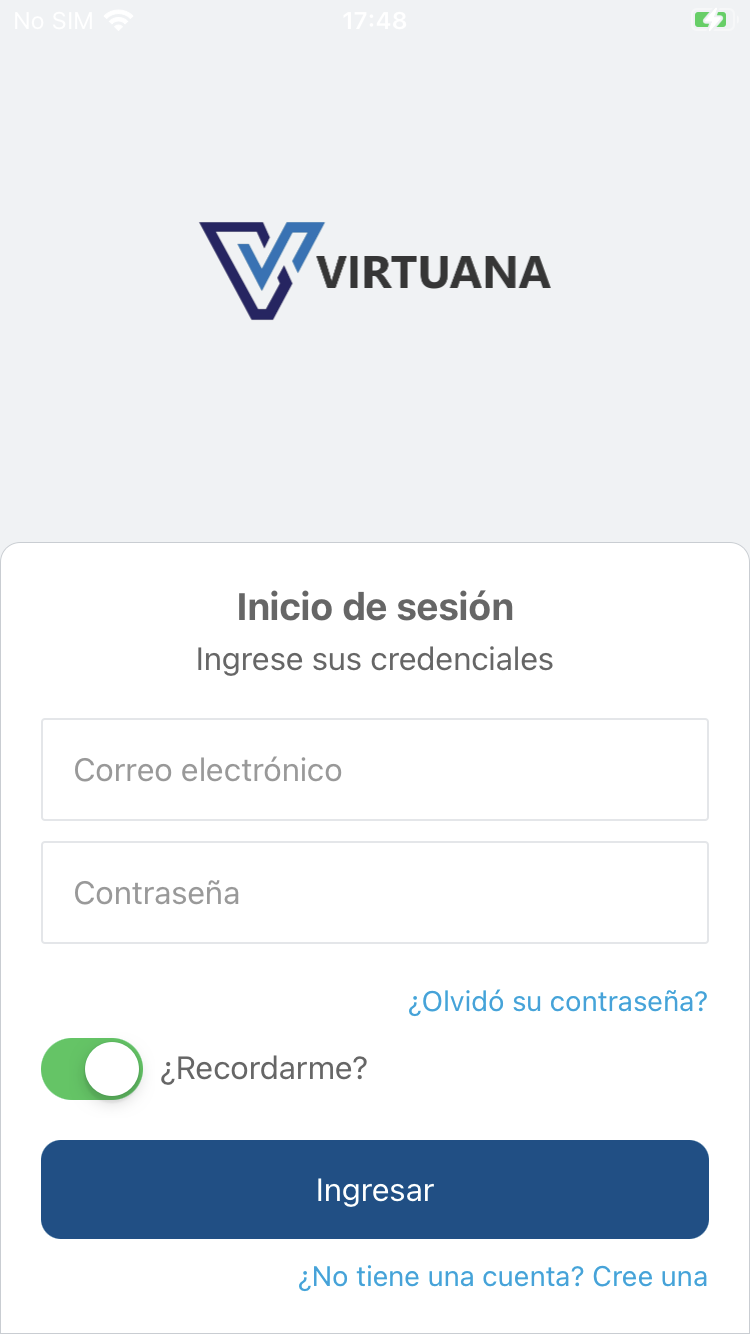 No SIM 17:48
VIRTUANA
Inicio de sesión
Ingrese sus credenciales
Correo electrónico
Contraseña
¿Olvidó su contraseña?
¿Recordarme?
Ingresar
¿No tiene una cuenta? Cree una